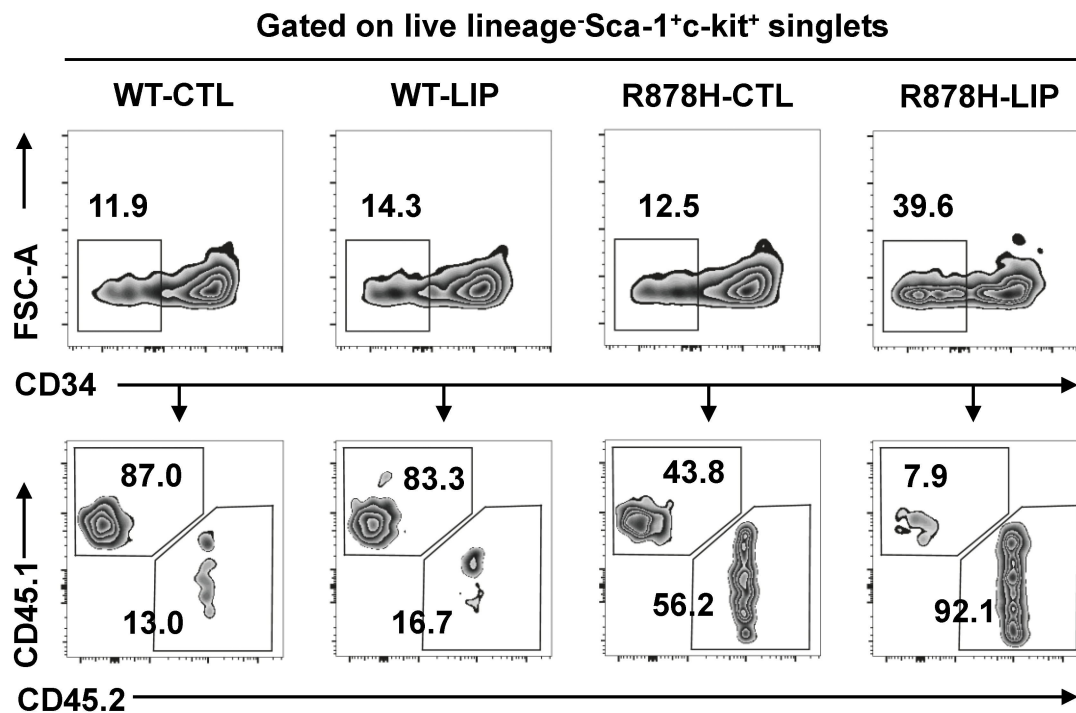 Gated on live lineage⁻Sca-1⁺c-kit⁺ singlets
WT-CTL WT-LIP R878H-CTL R878H-LIP
FSC-A
11.9 14.3 12.5 39.6
CD34
CD45.1
87.0 83.3 43.8 7.9
13.0 16.7 56.2 92.1
CD45.2